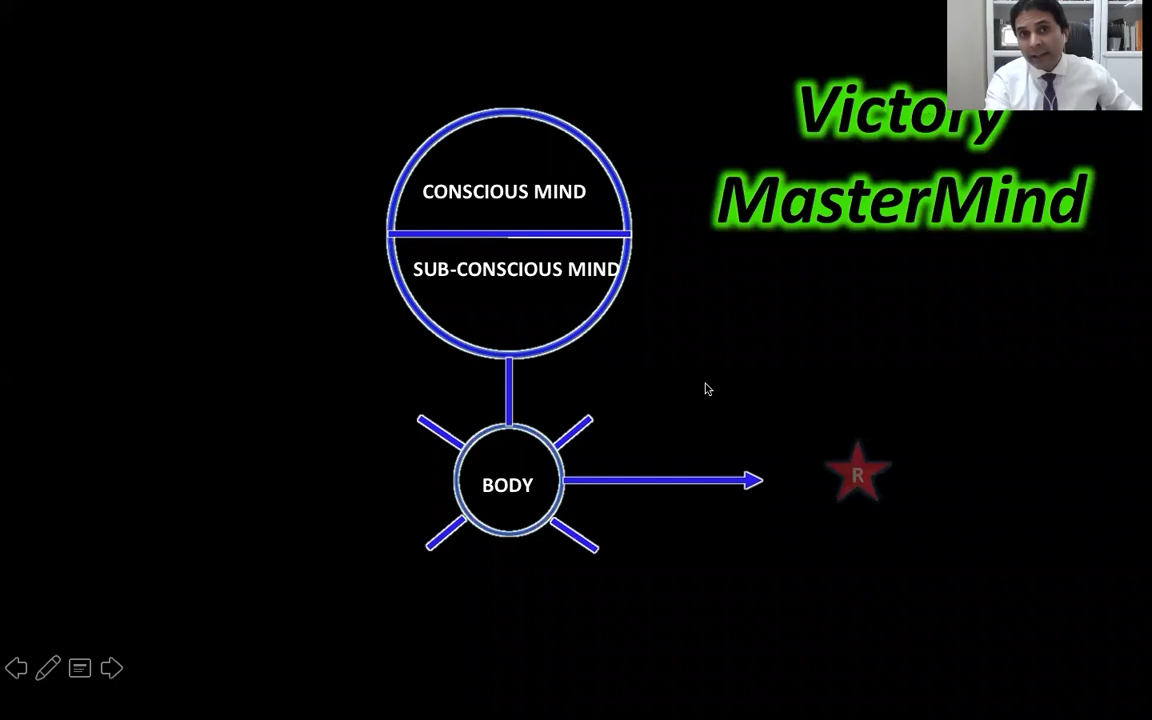 Victory
MasterMind
CONSCIOUS MIND
SUB-CONSCIOUS MIND
BODY
R